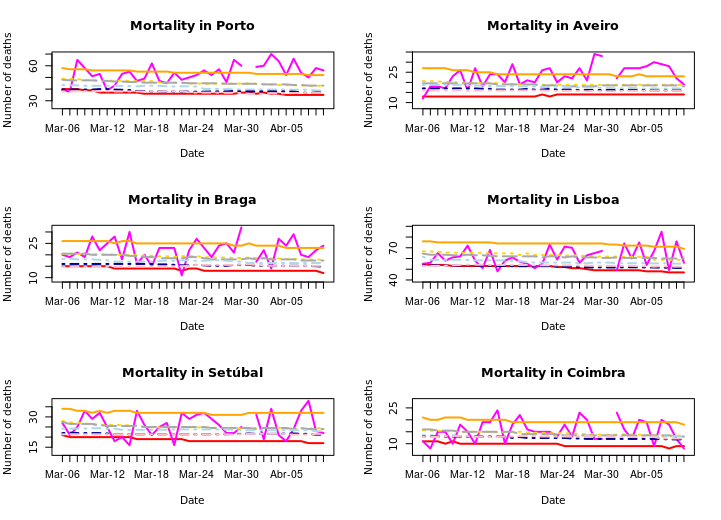 Mortality in Porto
Number of deaths
60
30
Mar-06 Mar-12 Mar-18 Mar-24 Mar-30 Abr-05
Date
Mortality in Aveiro
Number of deaths
25
10
Mar-06 Mar-12 Mar-18 Mar-24 Mar-30 Abr-05
Date
Mortality in Braga
Number of deaths
25
10
Mar-06 Mar-12 Mar-18 Mar-24 Mar-30 Abr-05
Date
Mortality in Lisboa
Number of deaths
70
40
Mar-06 Mar-12 Mar-18 Mar-24 Mar-30 Abr-05
Date
Mortality in Setúbal
Number of deaths
30
15
Mar-06 Mar-12 Mar-18 Mar-24 Mar-30 Abr-05
Date
Mortality in Coimbra
Number of deaths
25
10
Mar-06 Mar-12 Mar-18 Mar-24 Mar-30 Abr-05
Date